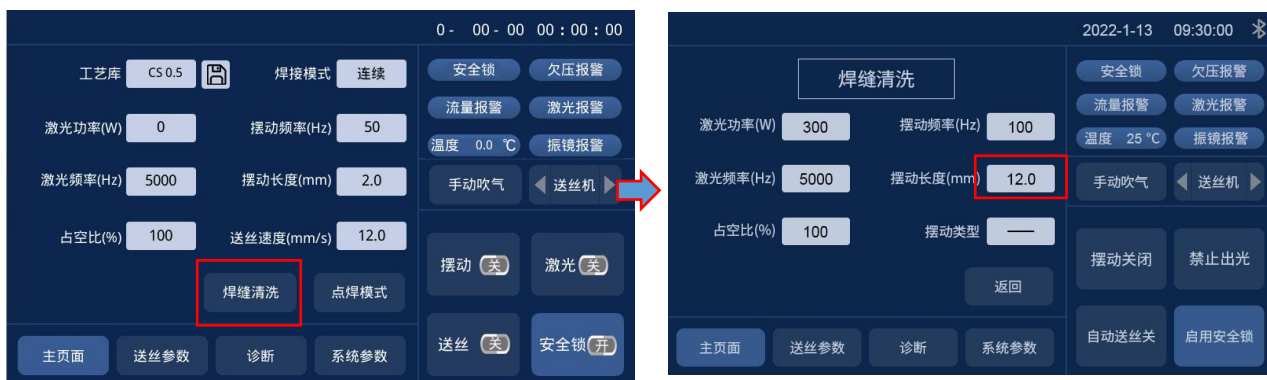 0 - 00 - 00 00 : 00 : 00
工艺库 CS 0.5 焊接模式 连续
安全锁 欠压报警
激光功率(W) 0 摆动频率(Hz) 50
流量报警 激光报警
温度 0.0 ℃ 振镜报警
激光频率(Hz) 5000 摆动长度(mm) 2.0
手动吹气 送丝机
占空比(%) 100 送丝速度(mm/s) 12.0
摆动 关 激光 关
焊缝清洗 点焊模式
送丝 关 安全锁 开
主页面 送丝参数 诊断 系统参数
2022-1-13 09:30:00
焊缝清洗
安全锁 欠压报警
流量报警 激光报警
激光功率(W) 300 摆动频率(Hz) 100
温度 25 °C 振镜报警
激光频率(Hz) 5000 摆动长度(mm) 12.0
手动吹气 送丝机
占空比(%) 100 摆动类型
摆动关闭 禁止出光
返回
自动送丝关 启用安全锁
主页面 送丝参数 诊断 系统参数